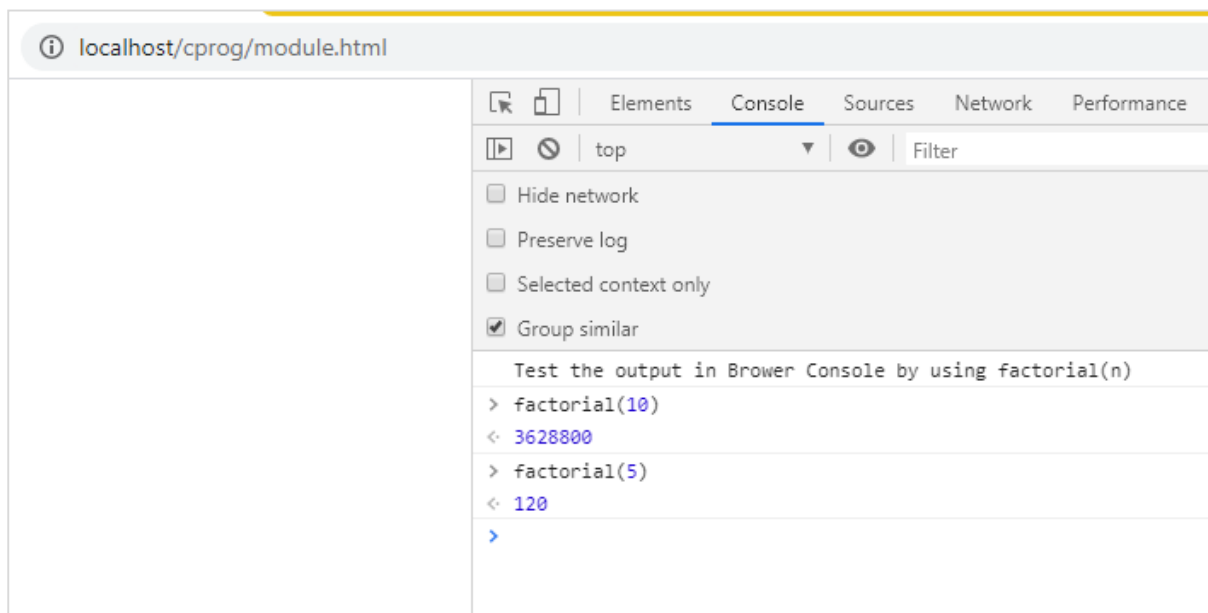 localhost/cprog/module.html
Elements Console Sources Network Performance
top Filter
Hide network
Preserve log
Selected context only
Group similar
Test the output in Brower Console by using factorial(n)
> factorial(10)
3628800
> factorial(5)
120
>